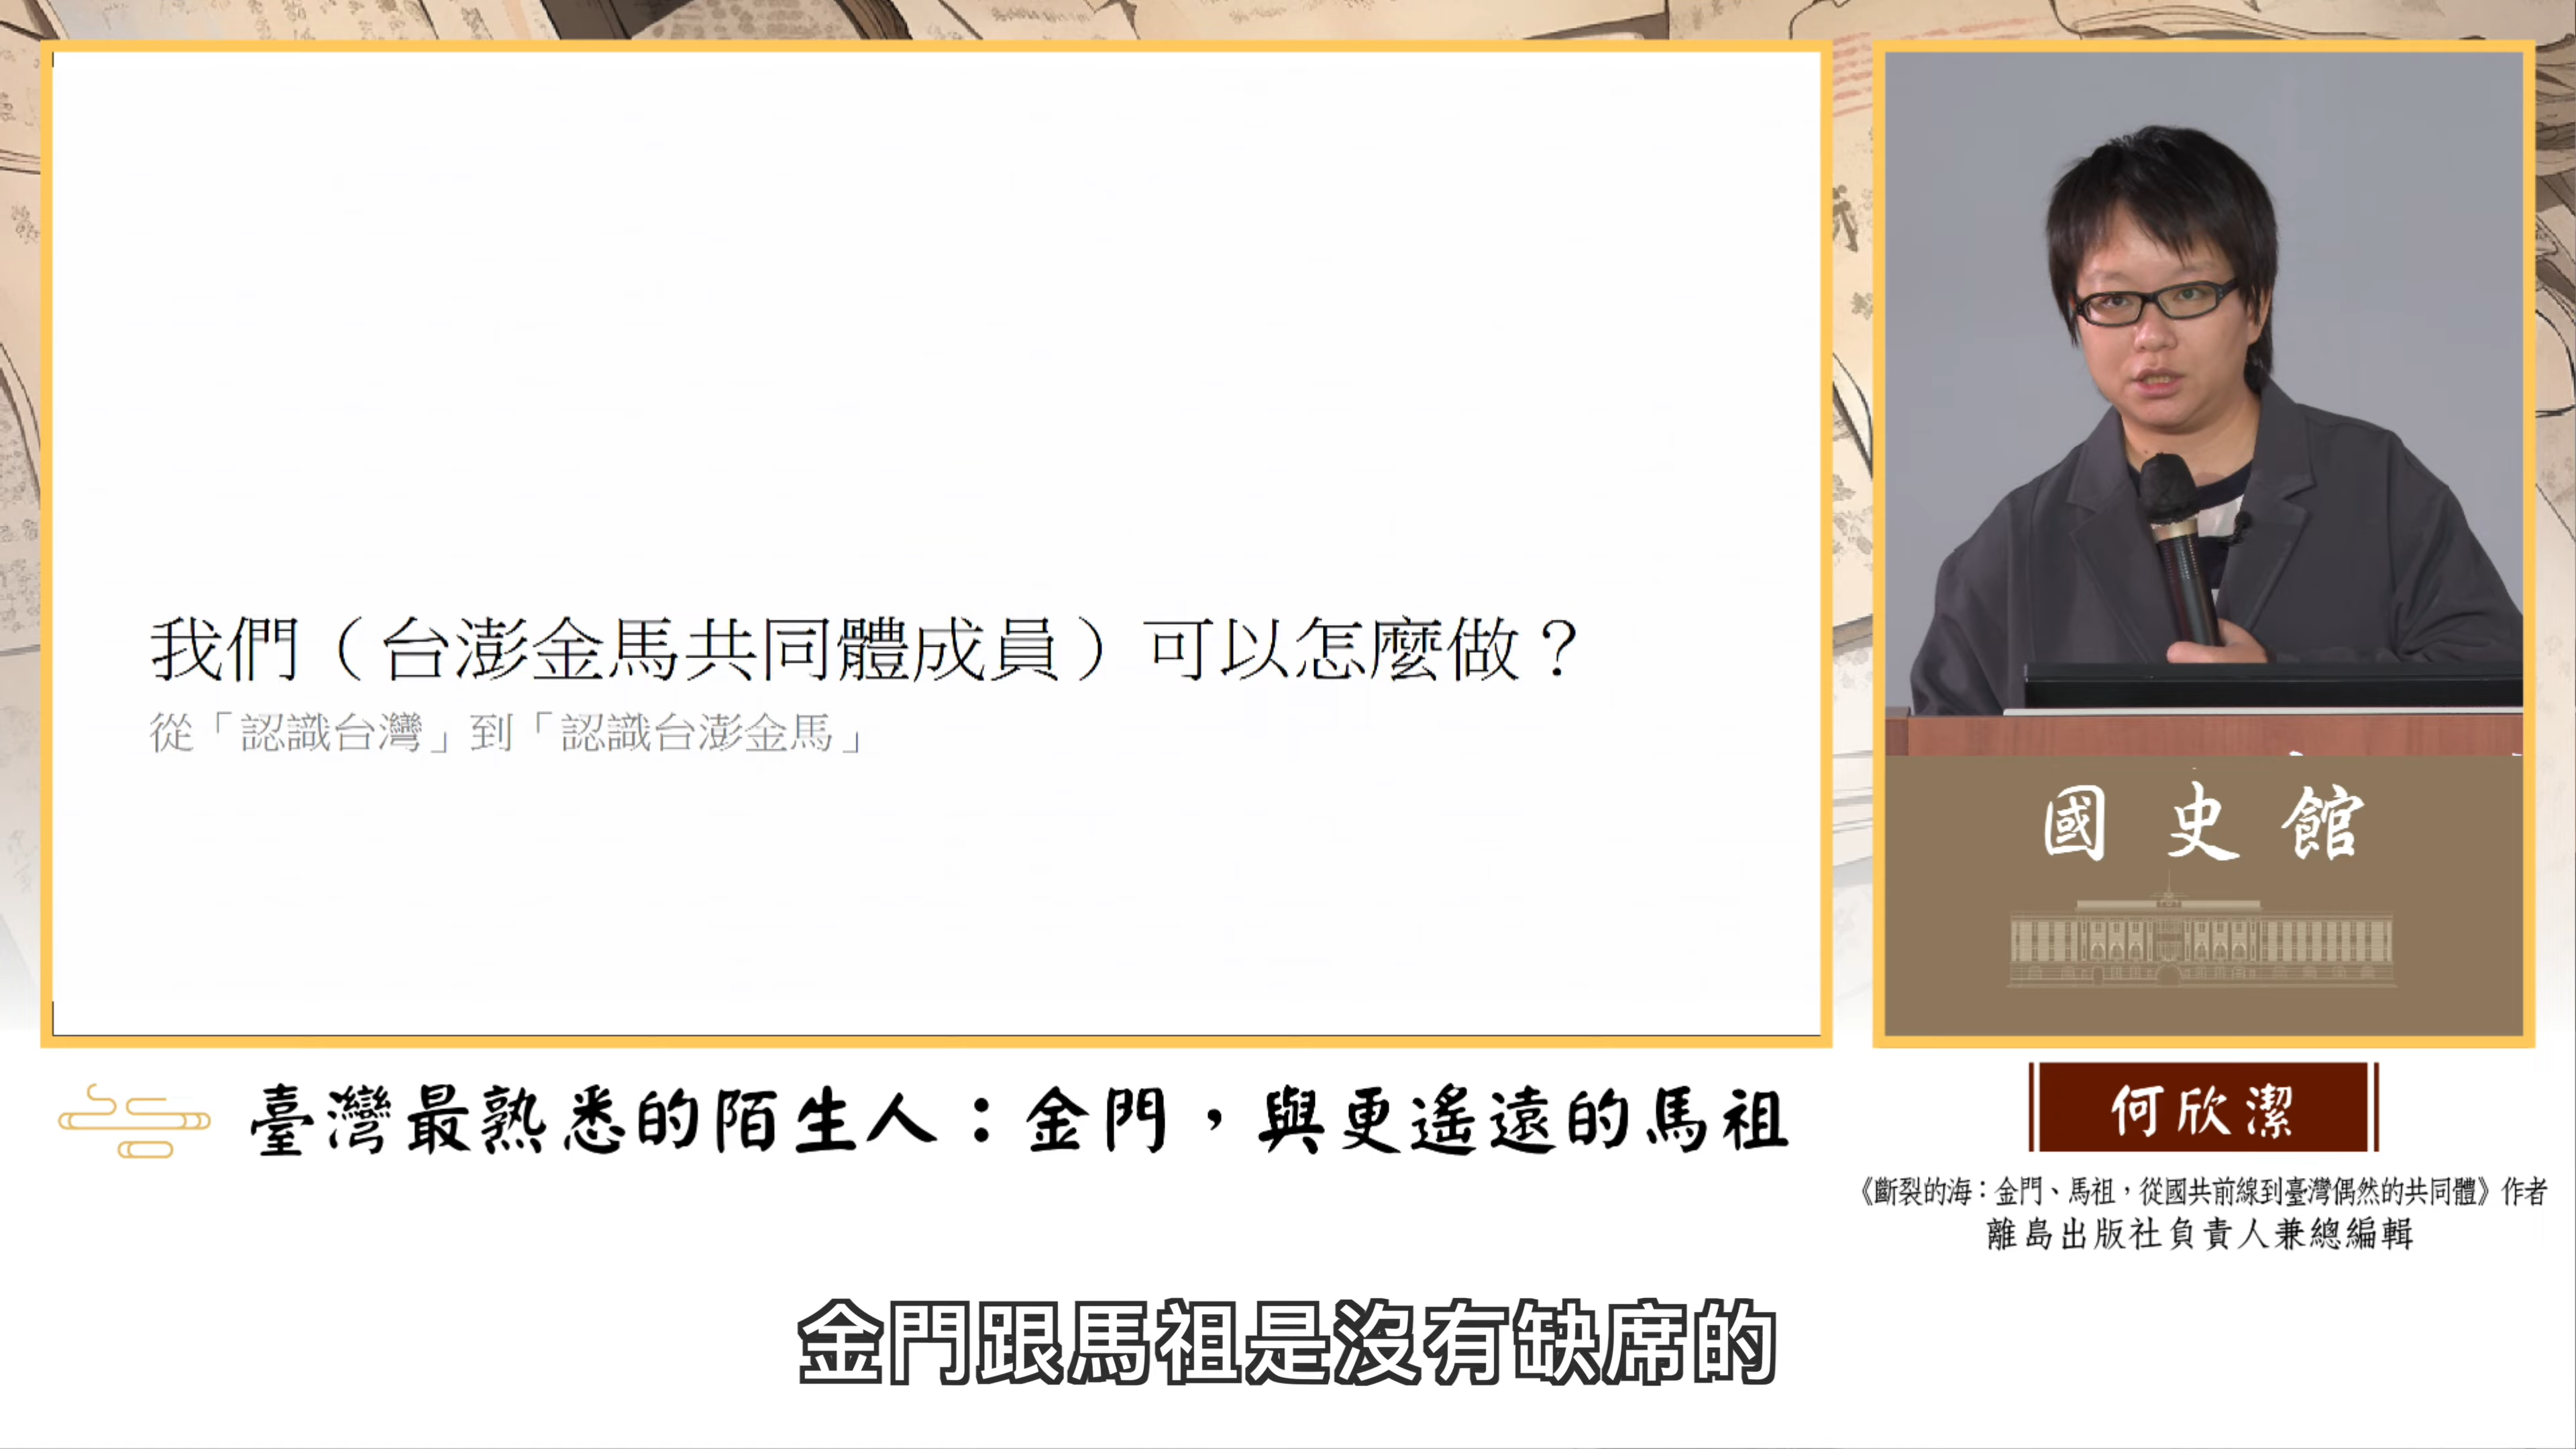 我們（台澎金馬共同體成員）可以怎麼做？
從「認識台灣」到「認識台澎金馬」
國史館
臺灣最熟悉的陌生人：金門，與更遙遠的馬祖
何欣潔
《斷裂的海：金門、馬祖，從國共前線到臺灣偶然的共同體》作者
離島出版社負責人兼總編輯
金門跟馬祖是沒有缺席的